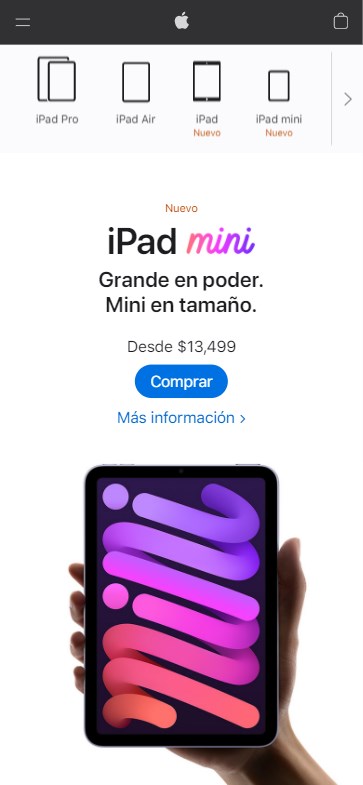 iPad Pro
iPad Air
iPad
Nuevo
iPad mini
Nuevo
Nuevo
iPad mini
Grande en poder.
Mini en tamaño.
Desde $13,499
Comprar
Más información >